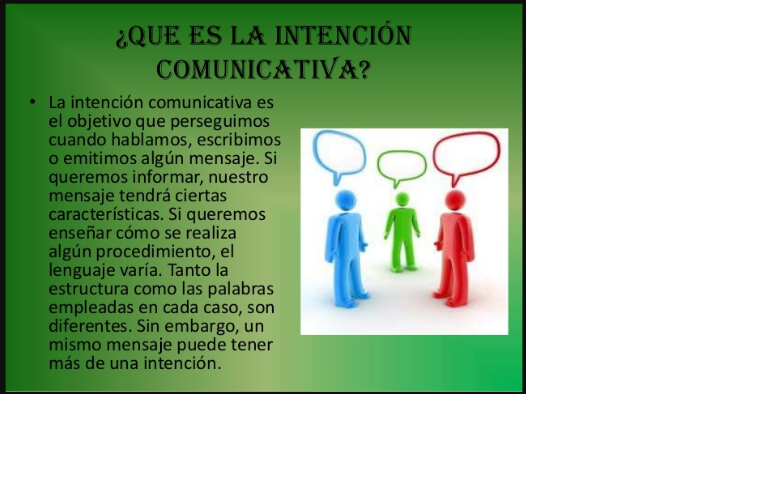 ¿QUE ES LA INTENCIÓN
COMUNICATIVA?
• La intención comunicativa es
el objetivo que perseguimos
cuando hablamos, escribimos
o emitimos algún mensaje. Si
queremos informar, nuestro
mensaje tendrá ciertas
características. Si queremos
enseñar cómo se realiza
algún procedimiento, el
lenguaje varía. Tanto la
estructura como las palabras
empleadas en cada caso, son
diferentes. Sin embargo, un
mismo mensaje puede tener
más de una intención.